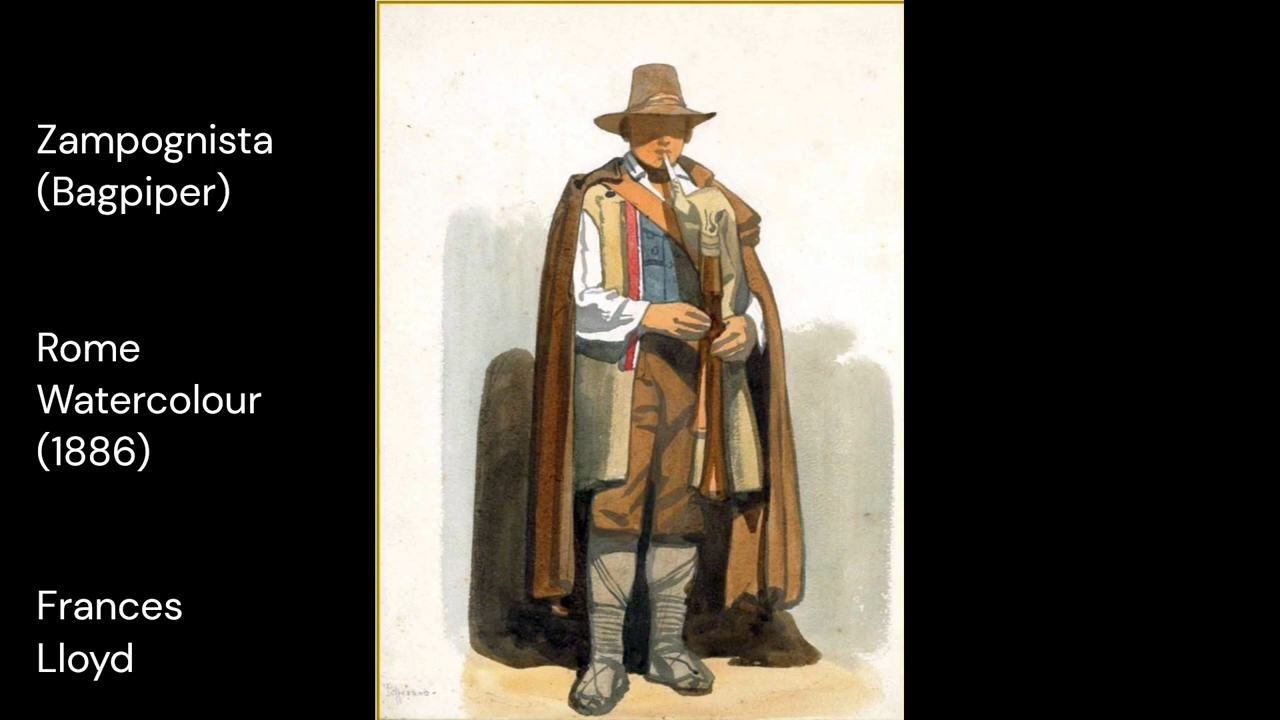 Zampognista
(Bagpiper)
Rome
Watercolour
(1886)
Frances
Lloyd